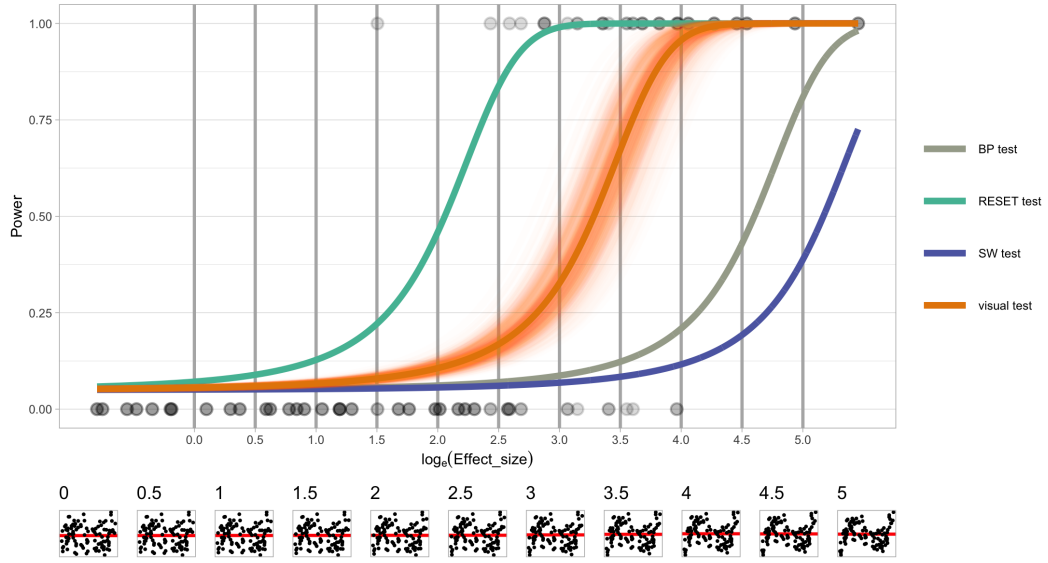 1.00
0.75
0.50
0.25
0.00
Power
0.0 0.5 1.0 1.5 2.0 2.5 3.0 3.5 4.0 4.5 5.0
logₑ(Effect_size)
BP test
RESET test
SW test
visual test
0 0.5 1 1.5 2 2.5 3 3.5 4 4.5 5